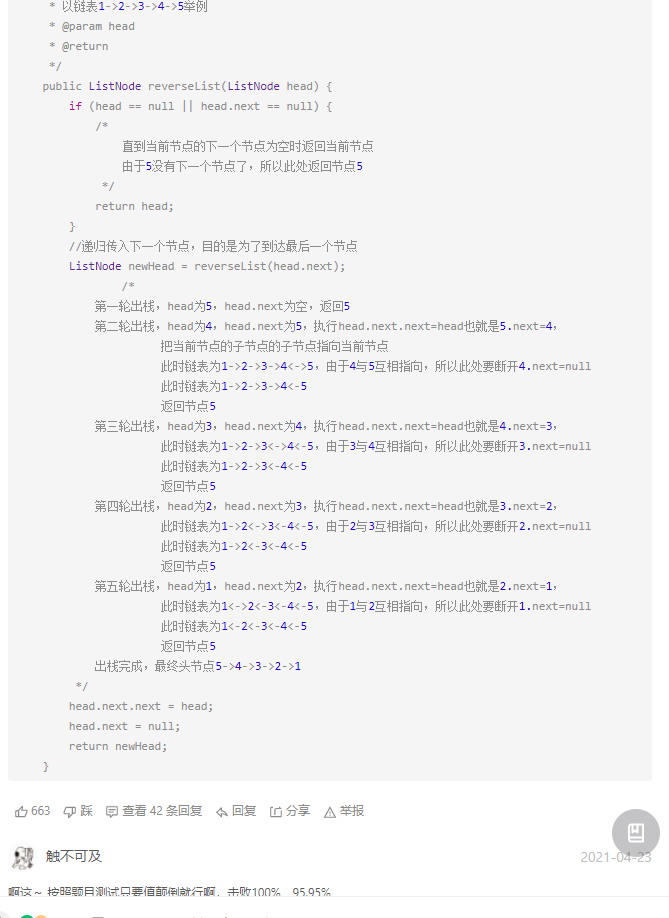 * 以链表1->2->3->4->5举例
* @param head
* @return
*/
public ListNode reverseList(ListNode head) {
if (head == null || head.next == null) {
/*
直到当前节点的下一个节点为空时返回当前节点
由于5没有下一个节点了，所以此处返回节点5
*/
return head;
}
//递归传入下一个节点，目的是为了到达最后一个节点
ListNode newHead = reverseList(head.next);
/*
第一轮出栈，head为5，head.next为空，返回5
第二轮出栈，head为4，head.next为5，执行head.next.next=head也就是5.next=4，
把当前节点的子节点的子节点指向当前节点
此时链表为1->2->3->4<->5，由于4与5互相指向，所以此处要断开4.next=null
此时链表为1->2->3->4<-5
返回节点5
第三轮出栈，head为3，head.next为4，执行head.next.next=head也就是4.next=3，
此时链表为1->2->3<->4<-5，由于3与4互相指向，所以此处要断开3.next=null
此时链表为1->2->3<-4<-5
返回节点5
第四轮出栈，head为2，head.next为3，执行head.next.next=head也就是3.next=2，
此时链表为1->2<->3<-4<-5，由于2与3互相指向，所以此处要断开2.next=null
此时链表为1->2<-3<-4<-5
返回节点5
第五轮出栈，head为1，head.next为2，执行head.next.next=head也就是2.next=1，
此时链表为1<->2<-3<-4<-5，由于1与2互相指向，所以此处要断开1.next=null
此时链表为1<-2<-3<-4<-5
返回节点5
出栈完成，最终头节点5->4->3->2->1
*/
head.next.next = head;
head.next = null;
return newHead;
}
663 踩 查看 42 条回复 回复 分享 举报
触不可及 2021-04-23
啊这~ 按照题目测试只要值颠倒就行啊，击败100%，95.95%